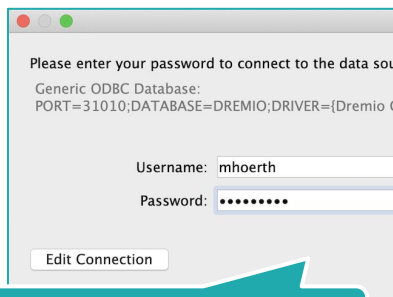 Please enter your password to connect to the data
Generic ODBC Database:
PORT=31010;DATABASE=DREMIO;DRIVER={Dremio
Username: mhoerth
Password: •••••••••
Edit Connection